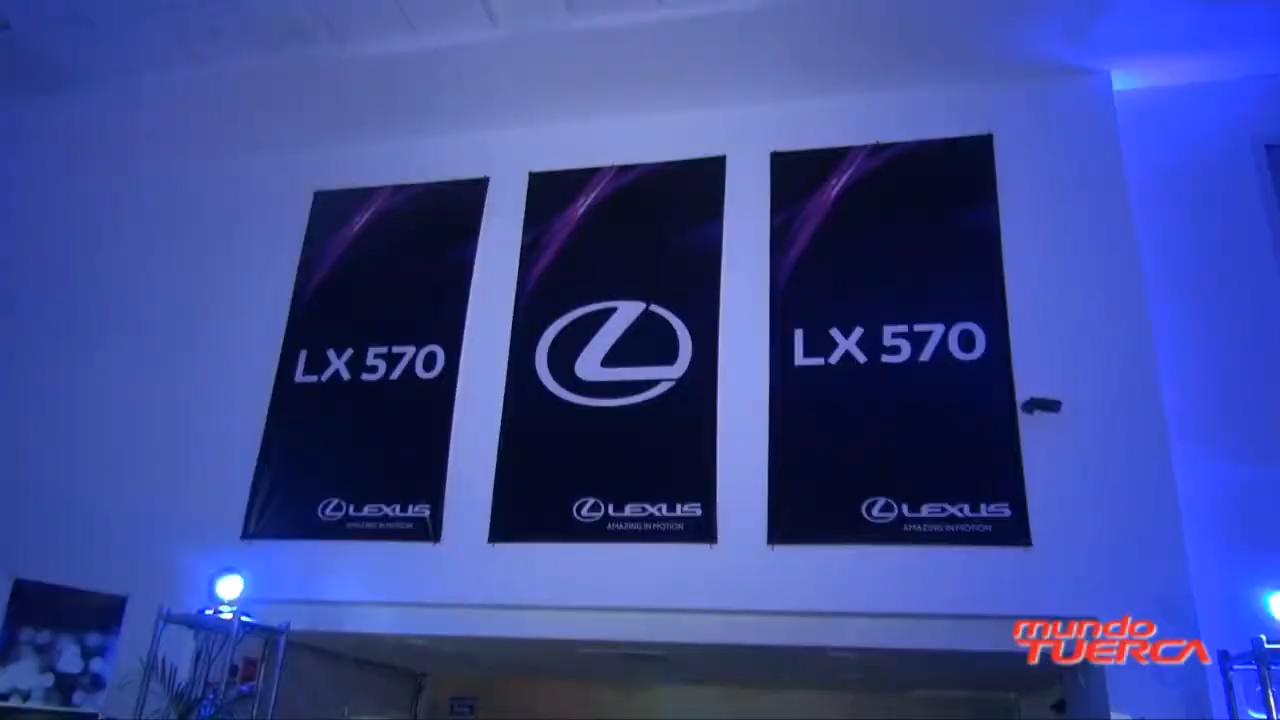 LX 570
LEXUS
AMAZING IN MOTION
LEXUS
AMAZING IN MOTION
LX 570
LEXUS
AMAZING IN MOTION
mundo
TUERCA